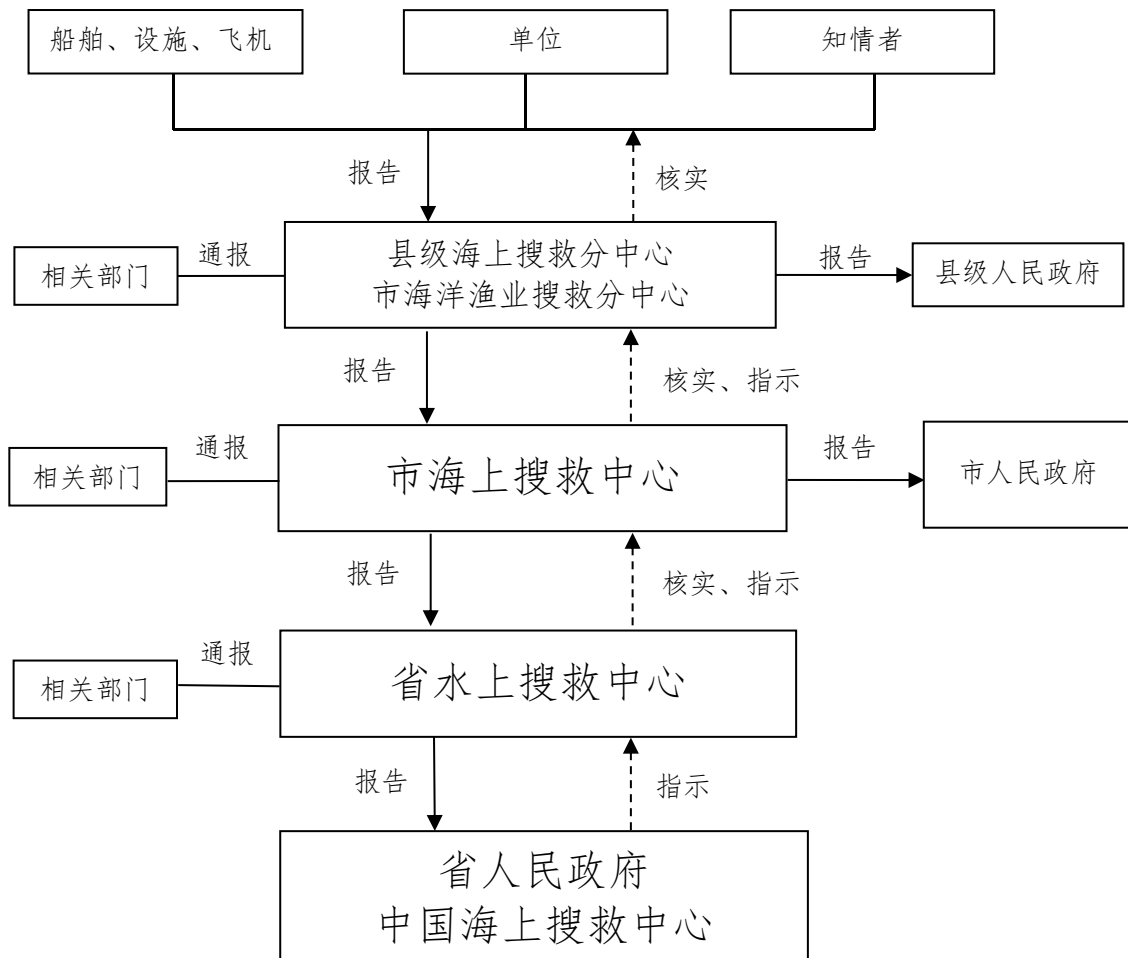 船舶、设施、飞机
单位
知情者
报告
核实
相关部门
通报
县级海上搜救分中心
市海洋渔业搜救分中心
报告
县级人民政府
报告
核实、指示
相关部门
通报
市海上搜救中心
报告
市人民政府
报告
核实、指示
相关部门
通报
省水上搜救中心
报告
指示
省人民政府
中国海上搜救中心